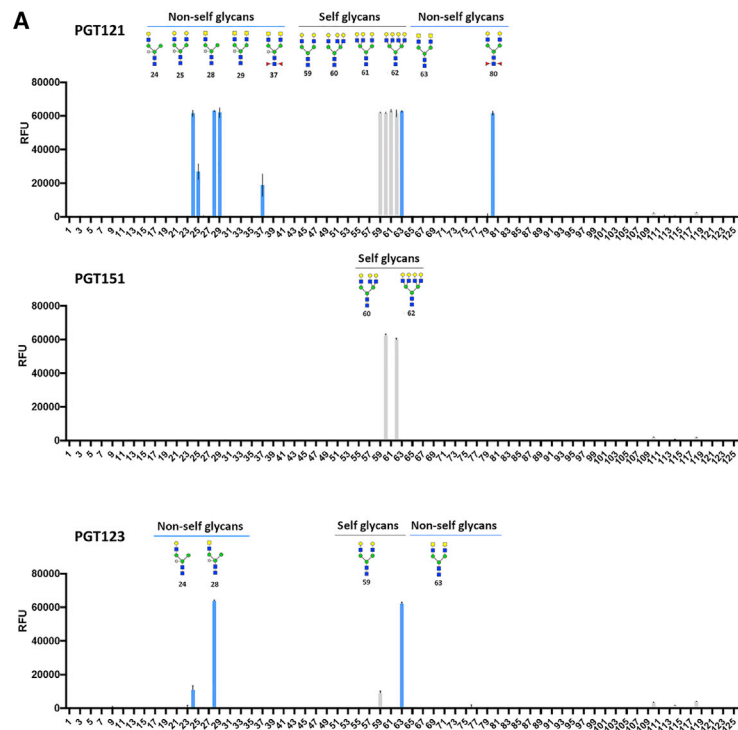 A
PGT121
Non-self glycans Self glycans Non-self glycans
24 25 28 29 37 59 60 61 62 63 80
80000
60000
40000
20000
0
RFU
1 3 5 7 9 11 13 15 17 19 21 23 25 27 29 31 33 35 37 39 41 43 45 47 49 51 53 55 57 59 61 63 65 67 69 71 73 75 77 79 81 83 85 87 89 91 93 95 97 99 101 103 105 107 109 111 113 115 117 119 121 123 125
PGT151
Self glycans
60 62
80000
60000
40000
20000
0
RFU
1 3 5 7 9 11 13 15 17 19 21 23 25 27 29 31 33 35 37 39 41 43 45 47 49 51 53 55 57 59 61 63 65 67 69 71 73 75 77 79 81 83 85 87 89 91 93 95 97 99 101 103 105 107 109 111 113 115 117 119 121 123 125
PGT123
Non-self glycans Self glycans Non-self glycans
24 28 59 63
80000
60000
40000
20000
0
RFU
1 3 5 7 9 11 13 15 17 19 21 23 25 27 29 31 33 35 37 39 41 43 45 47 49 51 53 55 57 59 61 63 65 67 69 71 73 75 77 79 81 83 85 87 89 91 93 95 97 99 101 103 105 107 109 111 113 115 117 119 121 123 125